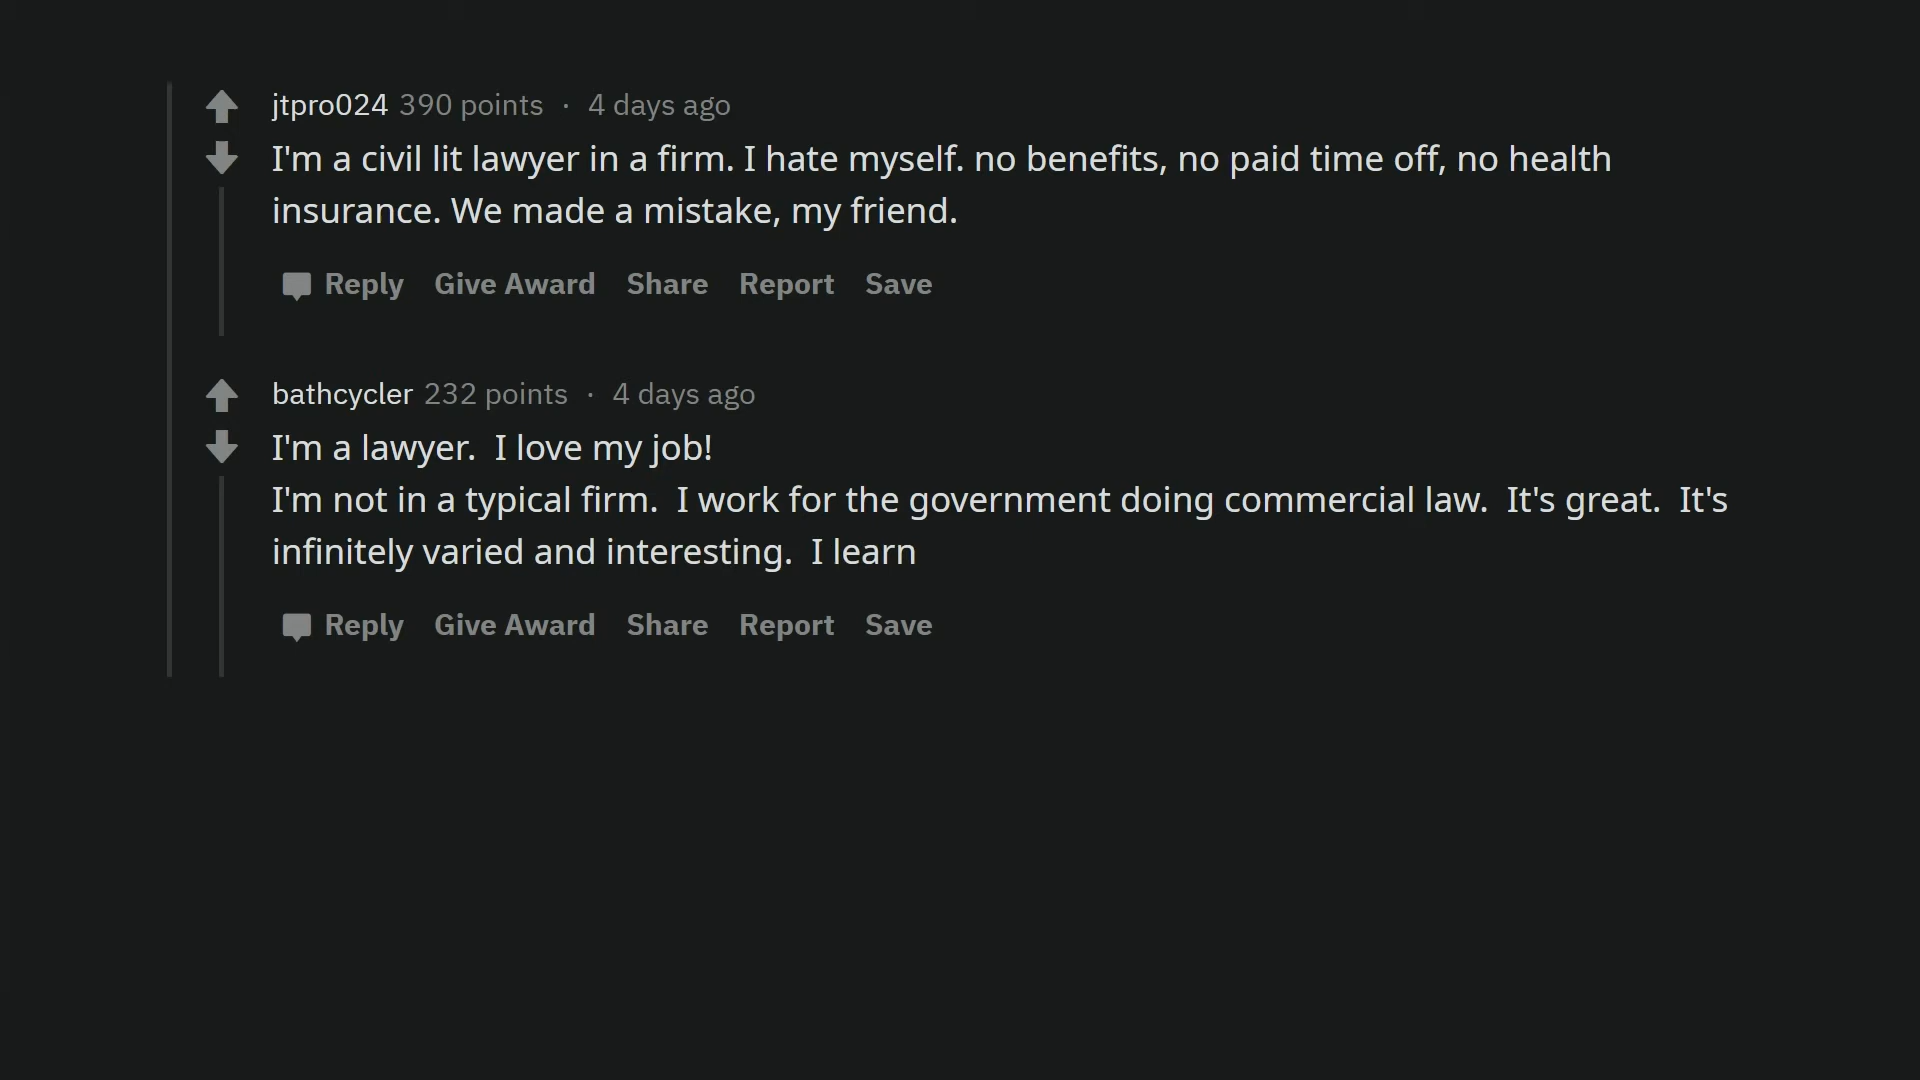 jtpro024 390 points · 4 days ago
I'm a civil lit lawyer in a firm. I hate myself. no benefits, no paid time off, no health
insurance. We made a mistake, my friend.
Reply Give Award Share Report Save
bathcycler 232 points · 4 days ago
I'm a lawyer.  I love my job!
I'm not in a typical firm.  I work for the government doing commercial law.  It's great.  It's
infinitely varied and interesting.  I learn
Reply Give Award Share Report Save